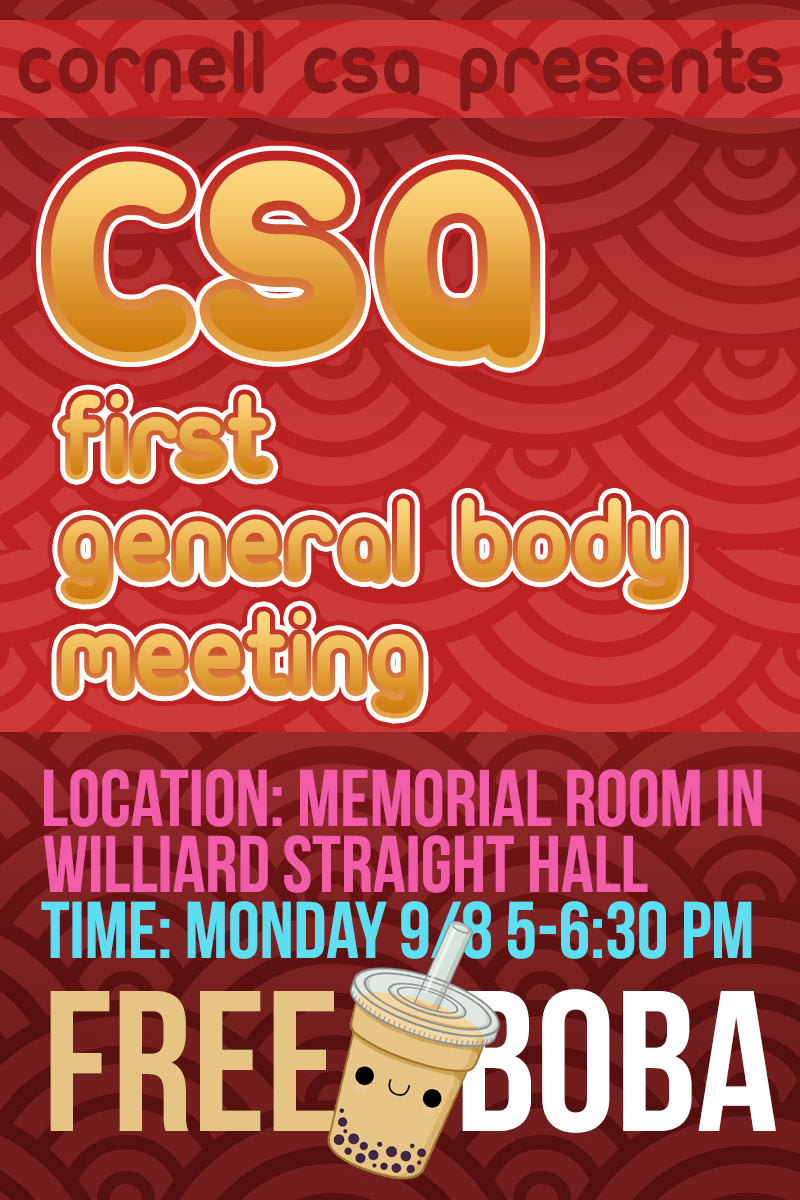 cornell csa presents
csa
first
general body
meeting
LOCATION: MEMORIAL ROOM IN
WILLIARD STRAIGHT HALL
TIME: MONDAY 9/8 5-6:30 PM
FREE BOBA